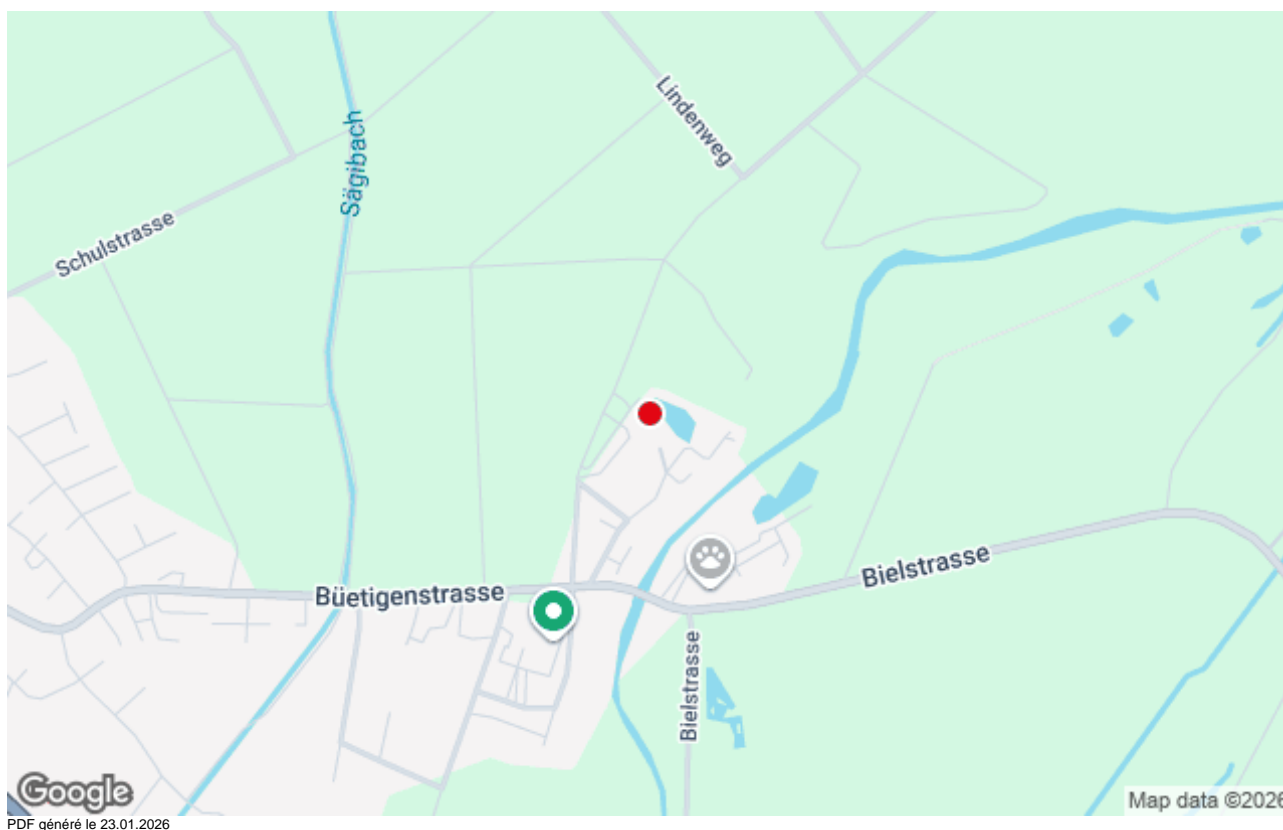 Lindenweg
Sägibach
Schulstrasse
Bielstrasse
Büetigenstrasse
Bielstrasse
Google
Map data ©2026
PDF généré le 23.01.2026